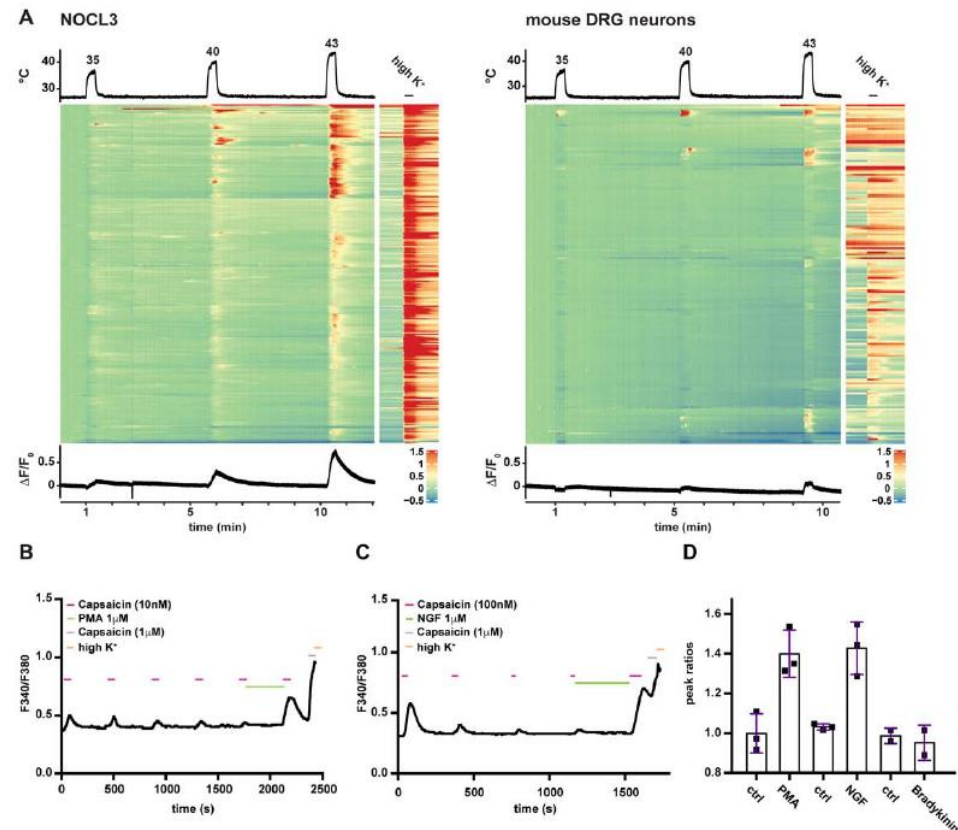 A
NOCL3
mouse DRG neurons
°C
40
30
35
40
43
high K⁺
°C
40
30
35
40
43
high K⁺
ΔF/F₀
0.5
0
1
5
10
time (min)
1.5
1
0.5
0
−0.5
ΔF/F₀
0.5
0
1
5
10
time (min)
1.5
1
0.5
0
−0.5
B
F340/F380
1.5
1.0
0.5
0.0
Capsaicin (10nM)
PMA 1μM
Capsaicin (1μM)
high K⁺
0
500
1000
1500
2000
2500
time (s)
C
F340/F380
1.5
1.0
0.5
0.0
Capsaicin (100nM)
NGF 1μM
Capsaicin (1μM)
high K⁺
0
500
1000
1500
time (s)
D
peak ratios
1.6
1.4
1.2
1.0
0.8
ctrl
PMA
ctrl
NGF
ctrl
Bradykinin